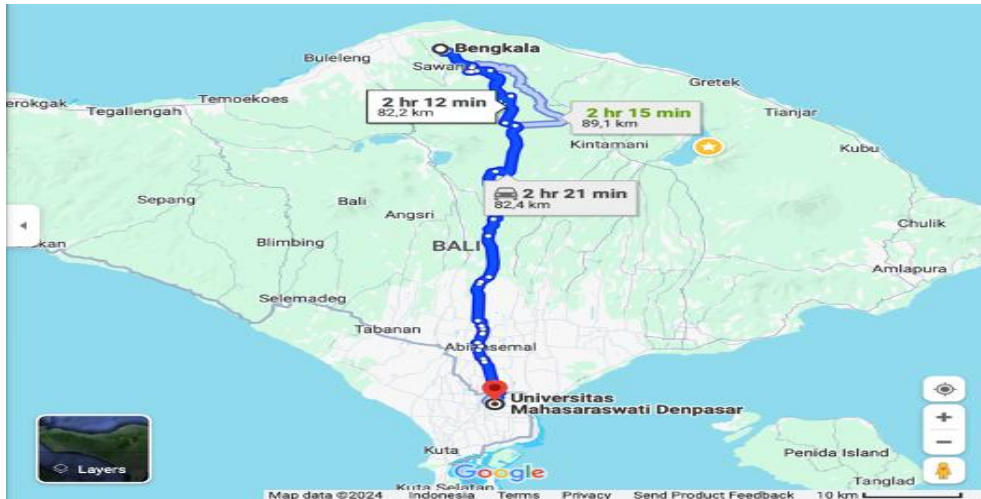 Bengkala
Buleleng
Sawan
Gretek
Temoekoes
Tegallengah
Tianjar
2 hr 12 min
82,2 km
2 hr 15 min
89,1 km
Kintamani
Kubu
2 hr 21 min
82,4 km
Sepang
Bali
Angsri
Chulik
BALI
Blimbing
Amlapura
Selemadeg
Tabanan
Universitas
Mahasaraswati Denpasar
Layers
Kuta
Google
Penida Island
Kuta Selatan
Tanglad
Map data ©2024 Indonesia Terms Privacy Send Product Feedback 10 km